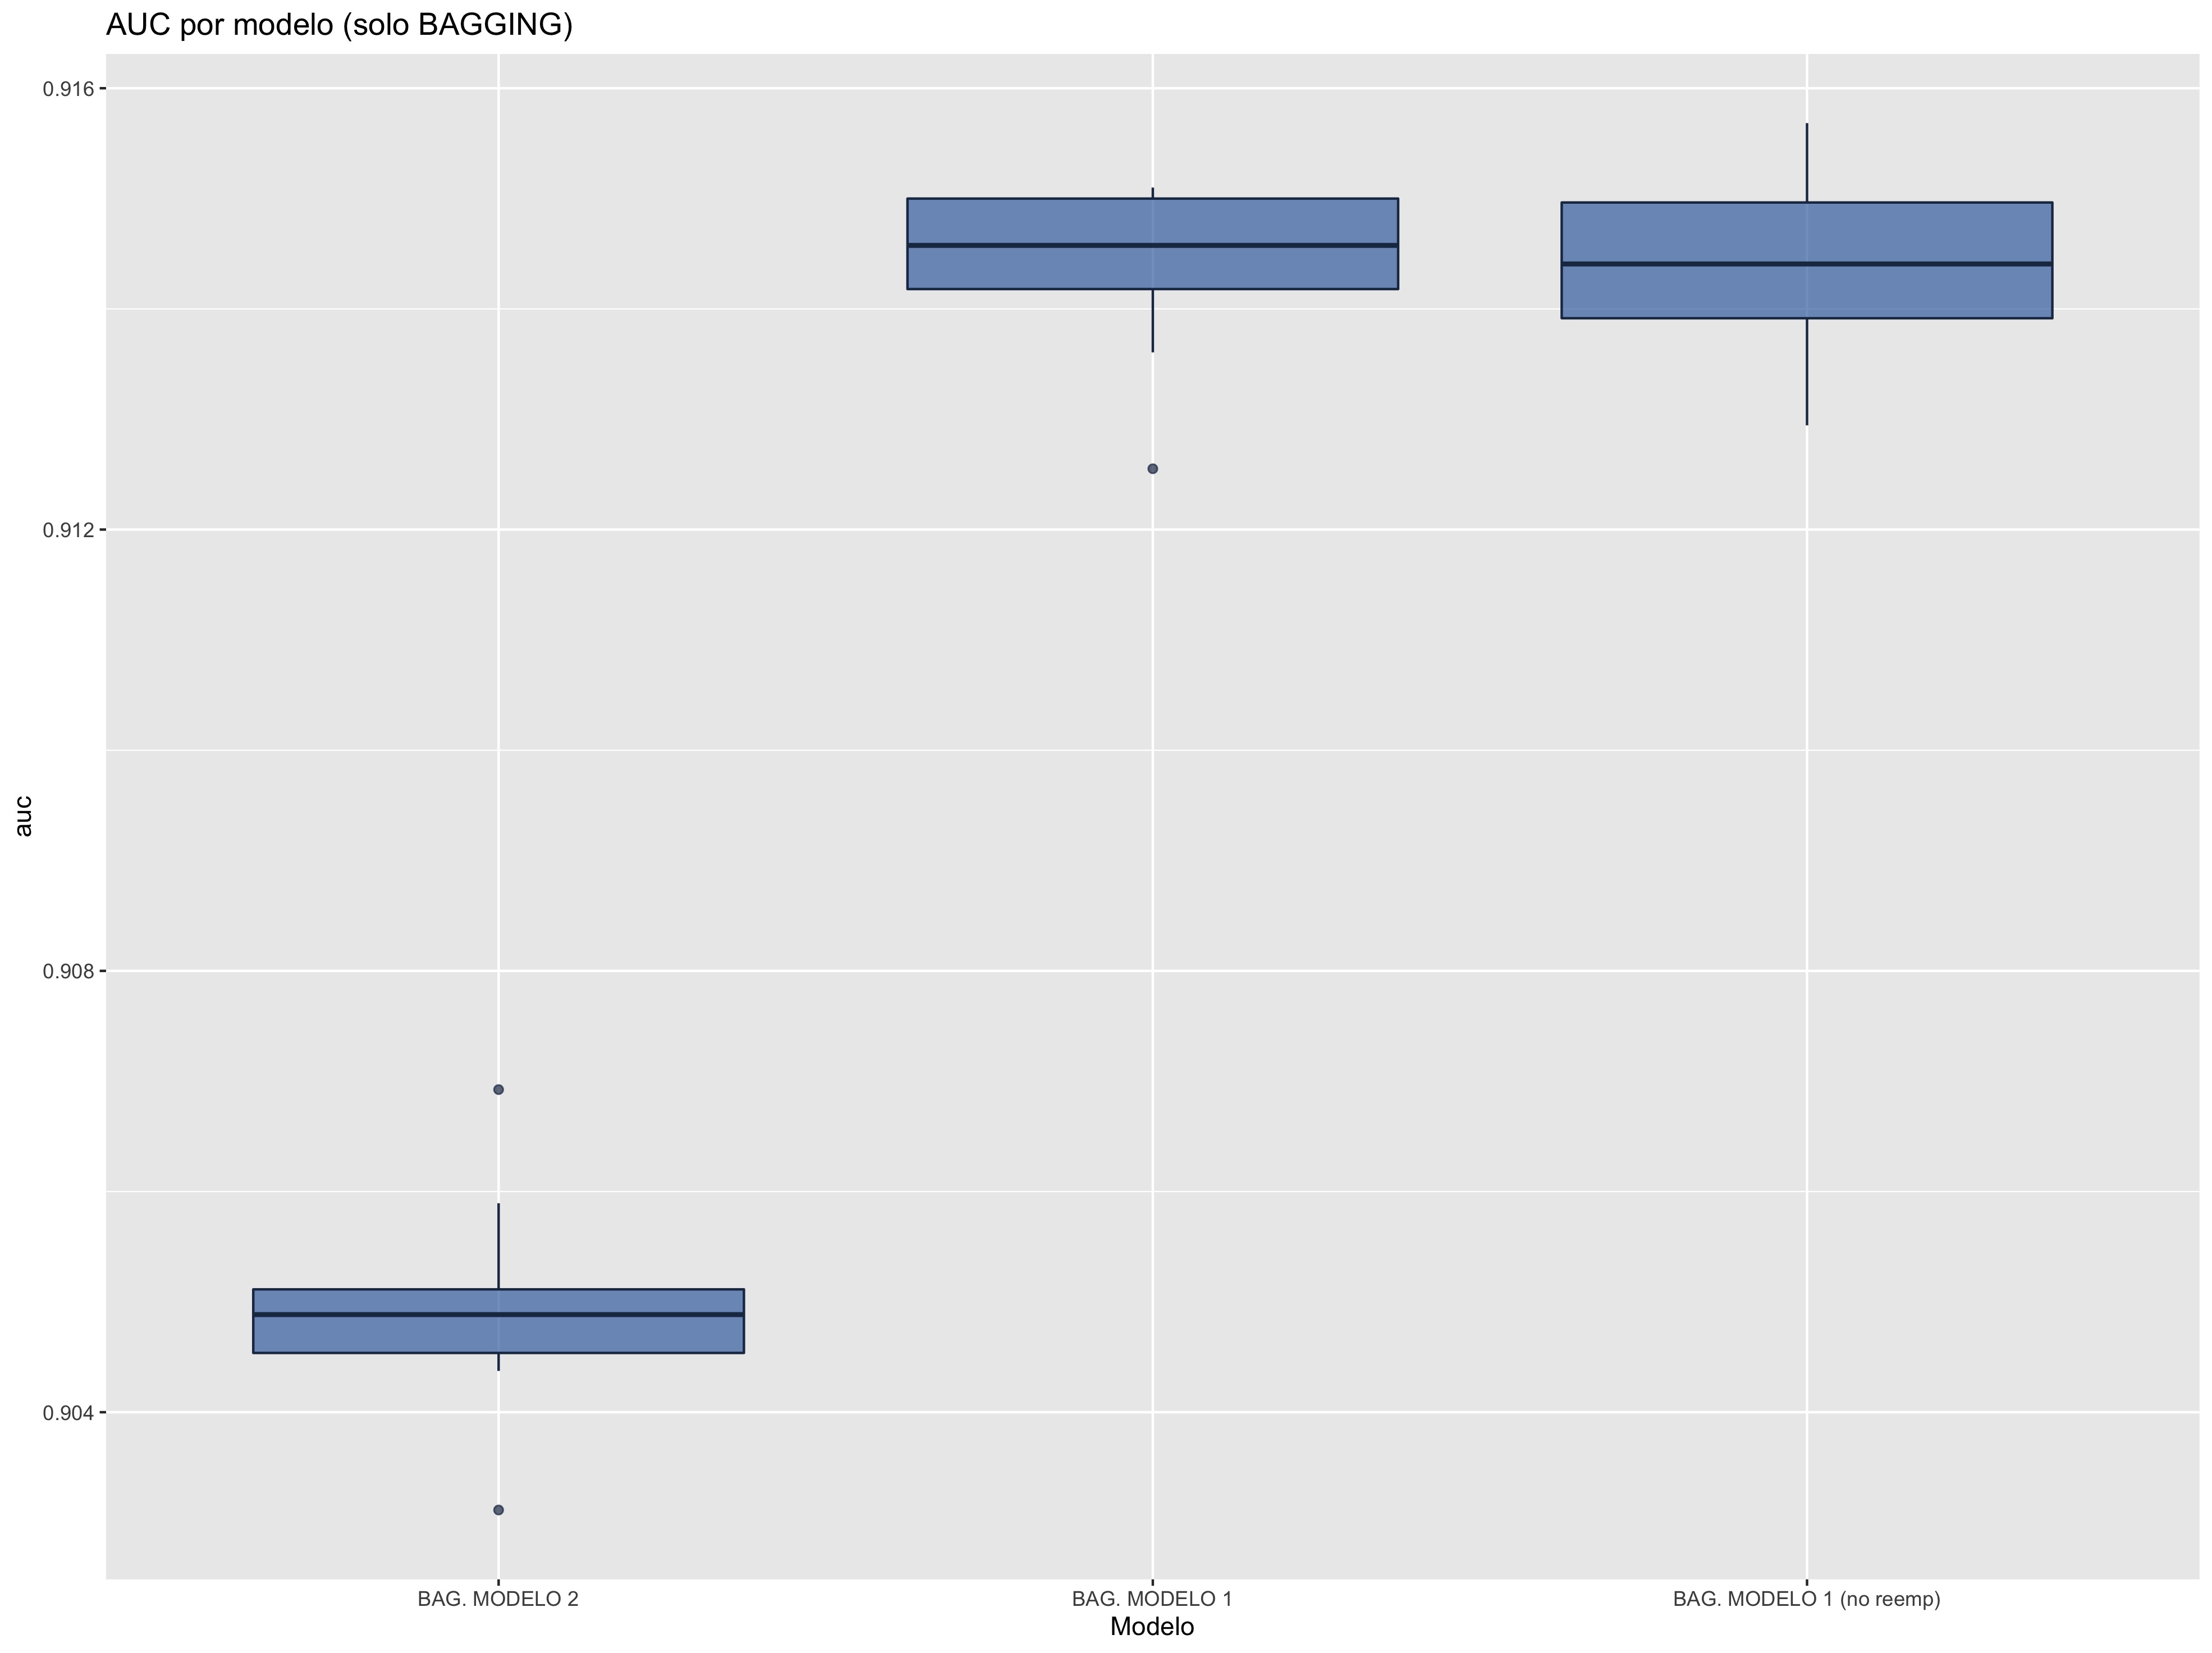 AUC por modelo (solo BAGGING)
0.916
0.912
auc
0.908
0.904
BAG. MODELO 2
BAG. MODELO 1
BAG. MODELO 1 (no reemp)
Modelo